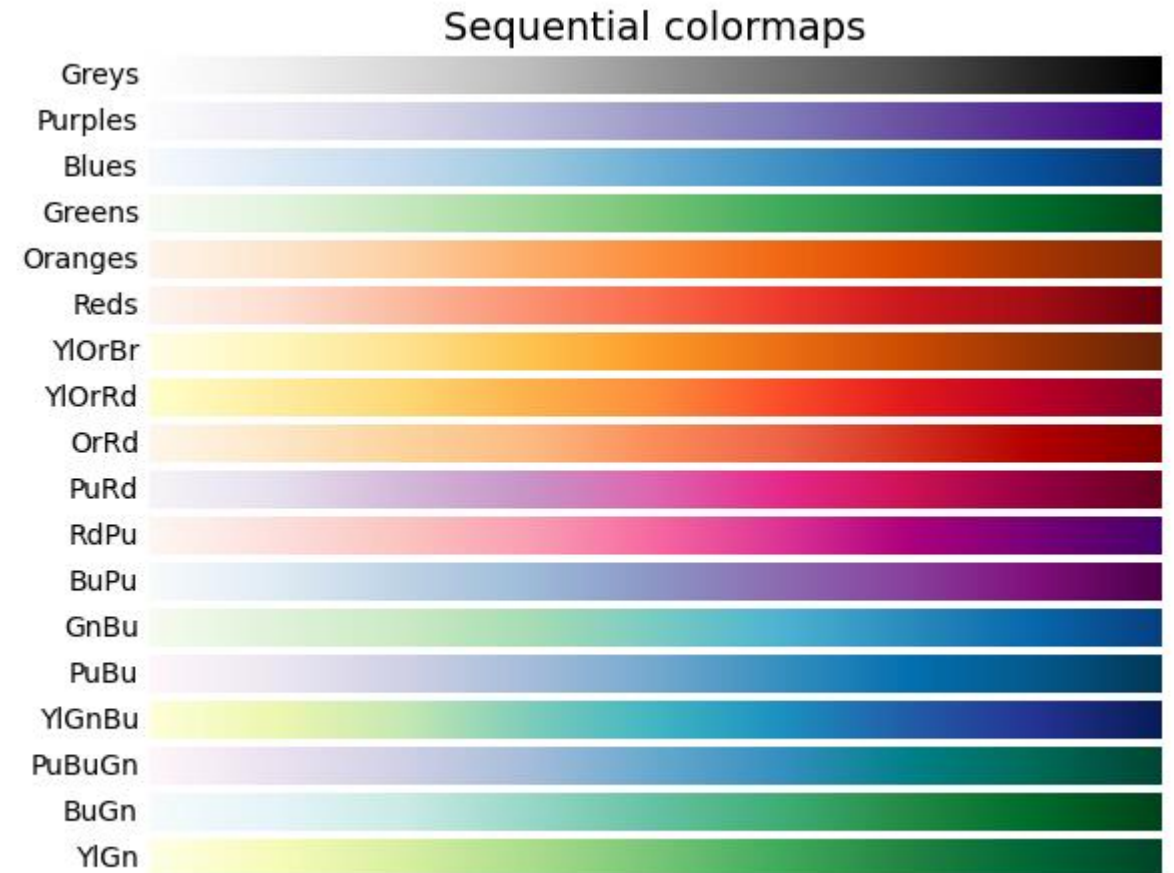 Sequential colormaps
Greys
Purples
Blues
Greens
Oranges
Reds
YlOrBr
YlOrRd
OrRd
PuRd
RdPu
BuPu
GnBu
PuBu
YlGnBu
PuBuGn
BuGn
YlGn